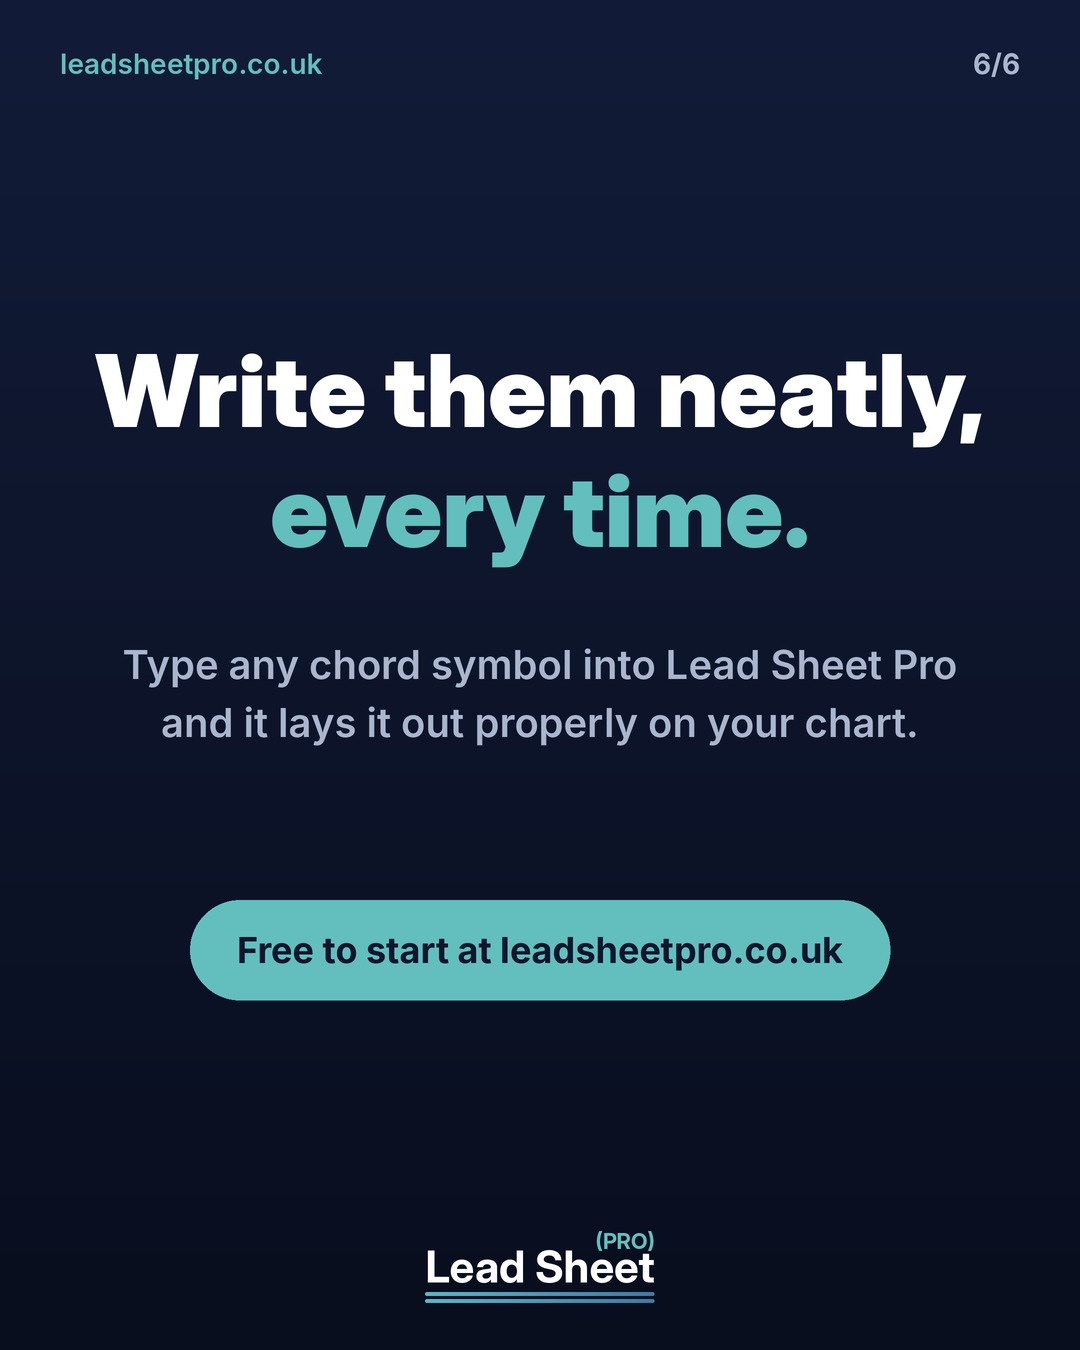 leadsheetpro.co.uk
6/6
Write them neatly,
every time.
Type any chord symbol into Lead Sheet Pro
and it lays it out properly on your chart.
Free to start at leadsheetpro.co.uk
(PRO)
Lead Sheet